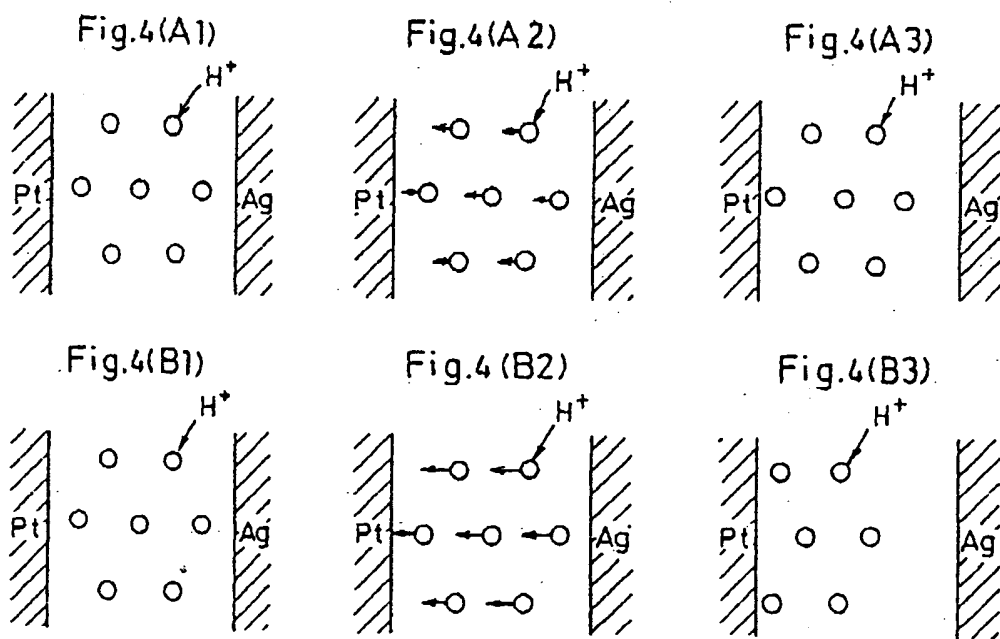 Fig.4(A1)
H+
Pt
Ag
Fig.4(A2)
H+
Pt
Ag
Fig.4(A3)
H+
Pt
Ag
Fig.4(B1)
H+
Pt
Ag
Fig.4(B2)
H+
Pt
Ag
Fig.4(B3)
H+
Pt
Ag